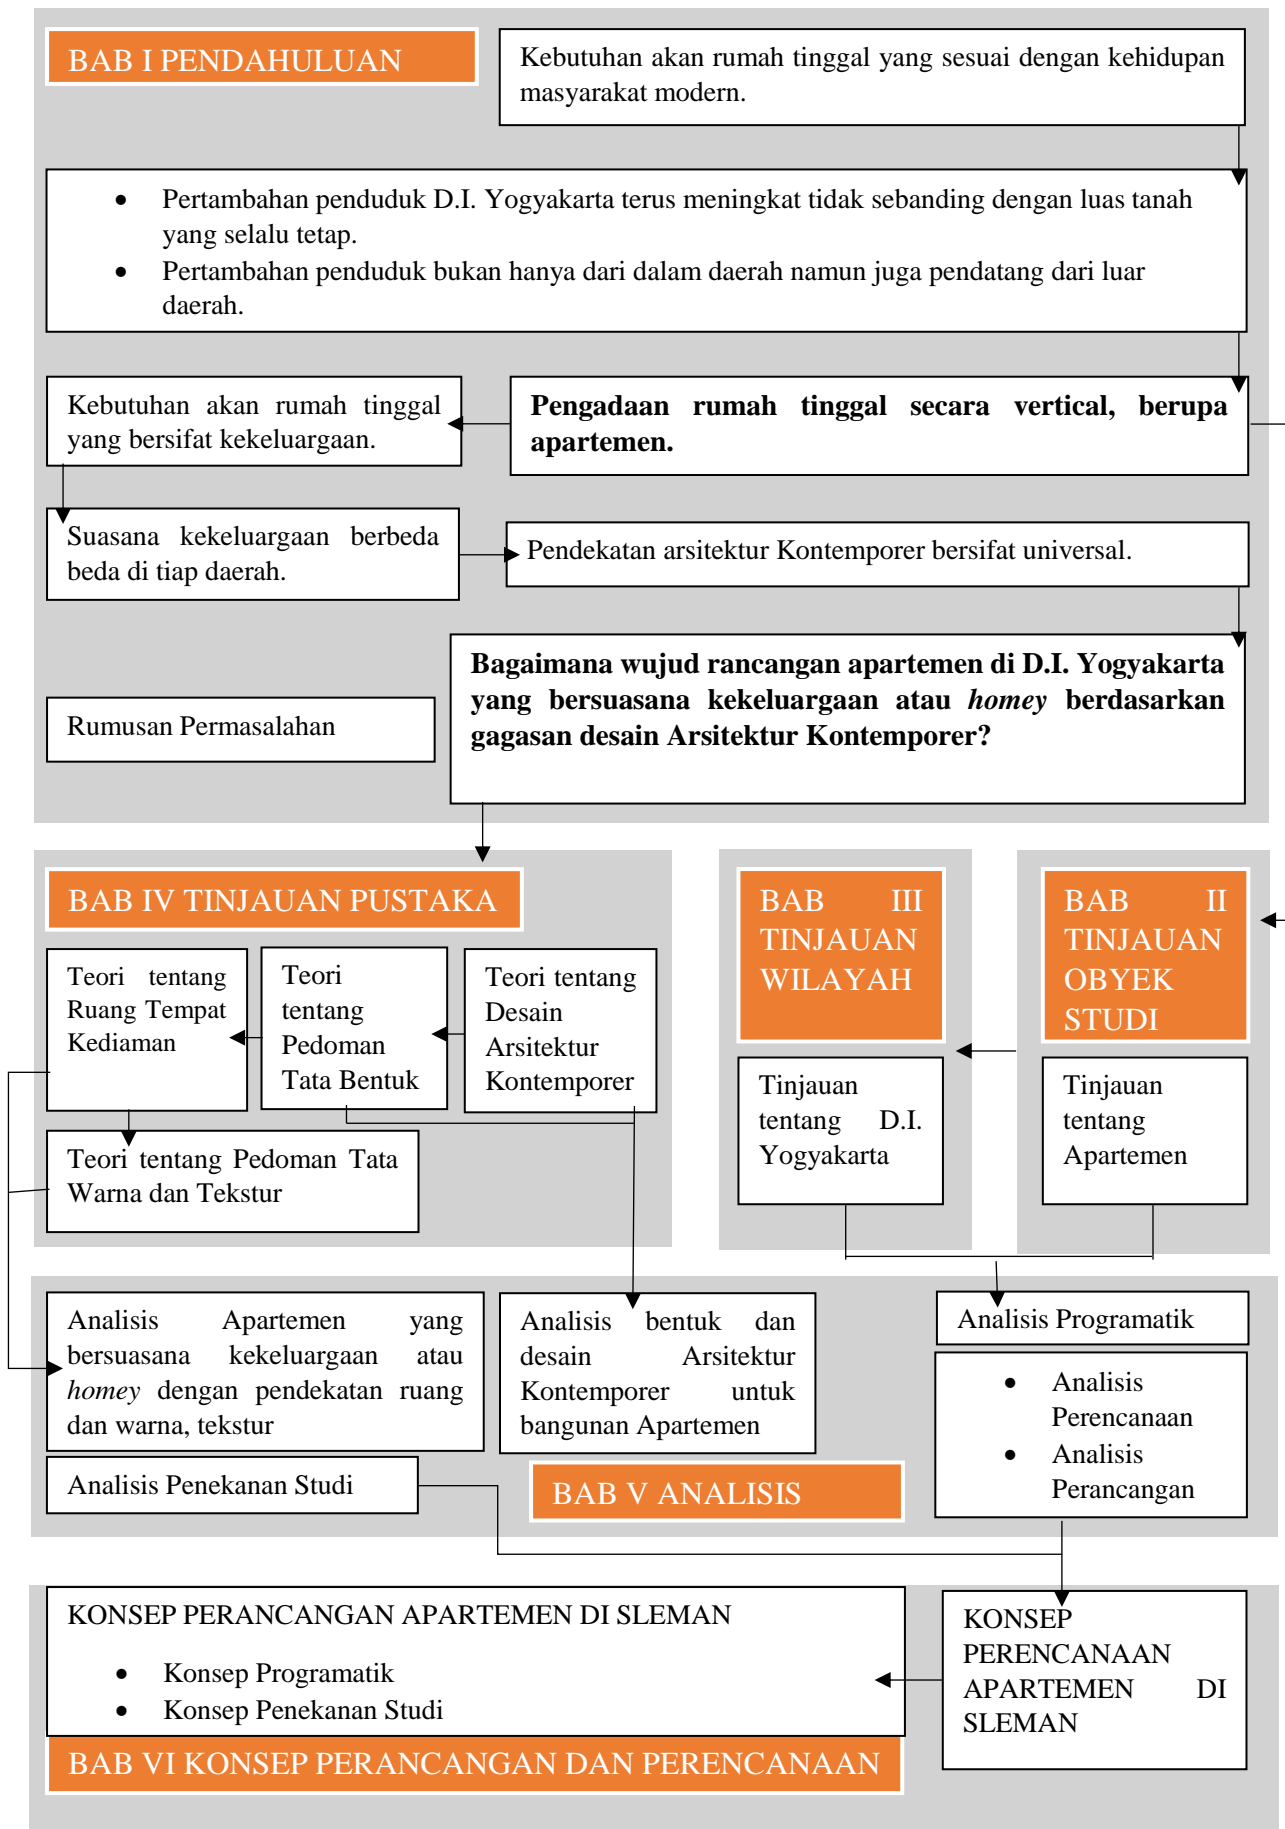 BAB I PENDAHULUAN
Kebutuhan akan rumah tinggal yang sesuai dengan kehidupan
masyarakat modern.
• Pertambahan penduduk D.I. Yogyakarta terus meningkat tidak sebanding dengan luas tanah
yang selalu tetap.
• Pertambahan penduduk bukan hanya dari dalam daerah namun juga pendatang dari luar
daerah.
Kebutuhan akan rumah tinggal
yang bersifat kekeluargaan.
Pengadaan rumah tinggal secara vertical, berupa
apartemen.
Suasana kekeluargaan berbeda
beda di tiap daerah.
Pendekatan arsitektur Kontemporer bersifat universal.
Bagaimana wujud rancangan apartemen di D.I. Yogyakarta
yang bersuasana kekeluargaan atau homey berdasarkan
gagasan desain Arsitektur Kontemporer?
Rumusan Permasalahan
BAB IV TINJAUAN PUSTAKA
Teori tentang
Ruang Tempat
Kediaman
Teori
tentang
Pedoman
Tata Bentuk
Teori tentang
Desain
Arsitektur
Kontemporer
Teori tentang Pedoman Tata
Warna dan Tekstur
BAB III
TINJAUAN
WILAYAH
Tinjauan
tentang D.I.
Yogyakarta
BAB II
TINJAUAN
OBYEK
STUDI
Tinjauan
tentang
Apartemen
Analisis Apartemen yang
bersuasana kekeluargaan atau
homey dengan pendekatan ruang
dan warna, tekstur
Analisis bentuk dan
desain Arsitektur
Kontemporer untuk
bangunan Apartemen
Analisis Programatik
• Analisis
Perencanaan
• Analisis
Perancangan
Analisis Penekanan Studi
BAB V ANALISIS
KONSEP PERANCANGAN APARTEMEN DI SLEMAN
• Konsep Programatik
• Konsep Penekanan Studi
KONSEP
PERENCANAAN
APARTEMEN DI
SLEMAN
BAB VI KONSEP PERANCANGAN DAN PERENCANAAN